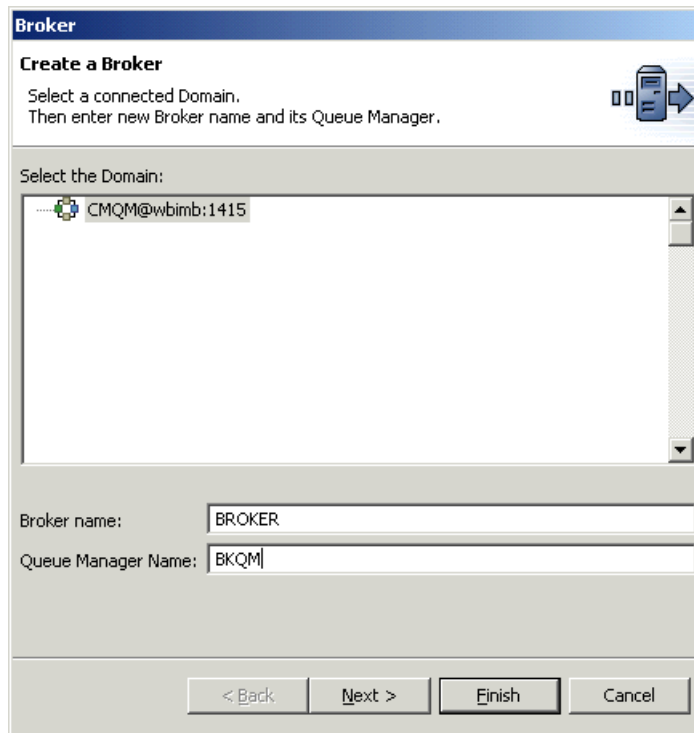 Broker
Create a Broker
Select a connected Domain.
Then enter new Broker name and its Queue Manager.
Select the Domain:
CMQM@wbimb:1415
Broker name: BROKER
Queue Manager Name: BKQM
< Back Next > Finish Cancel